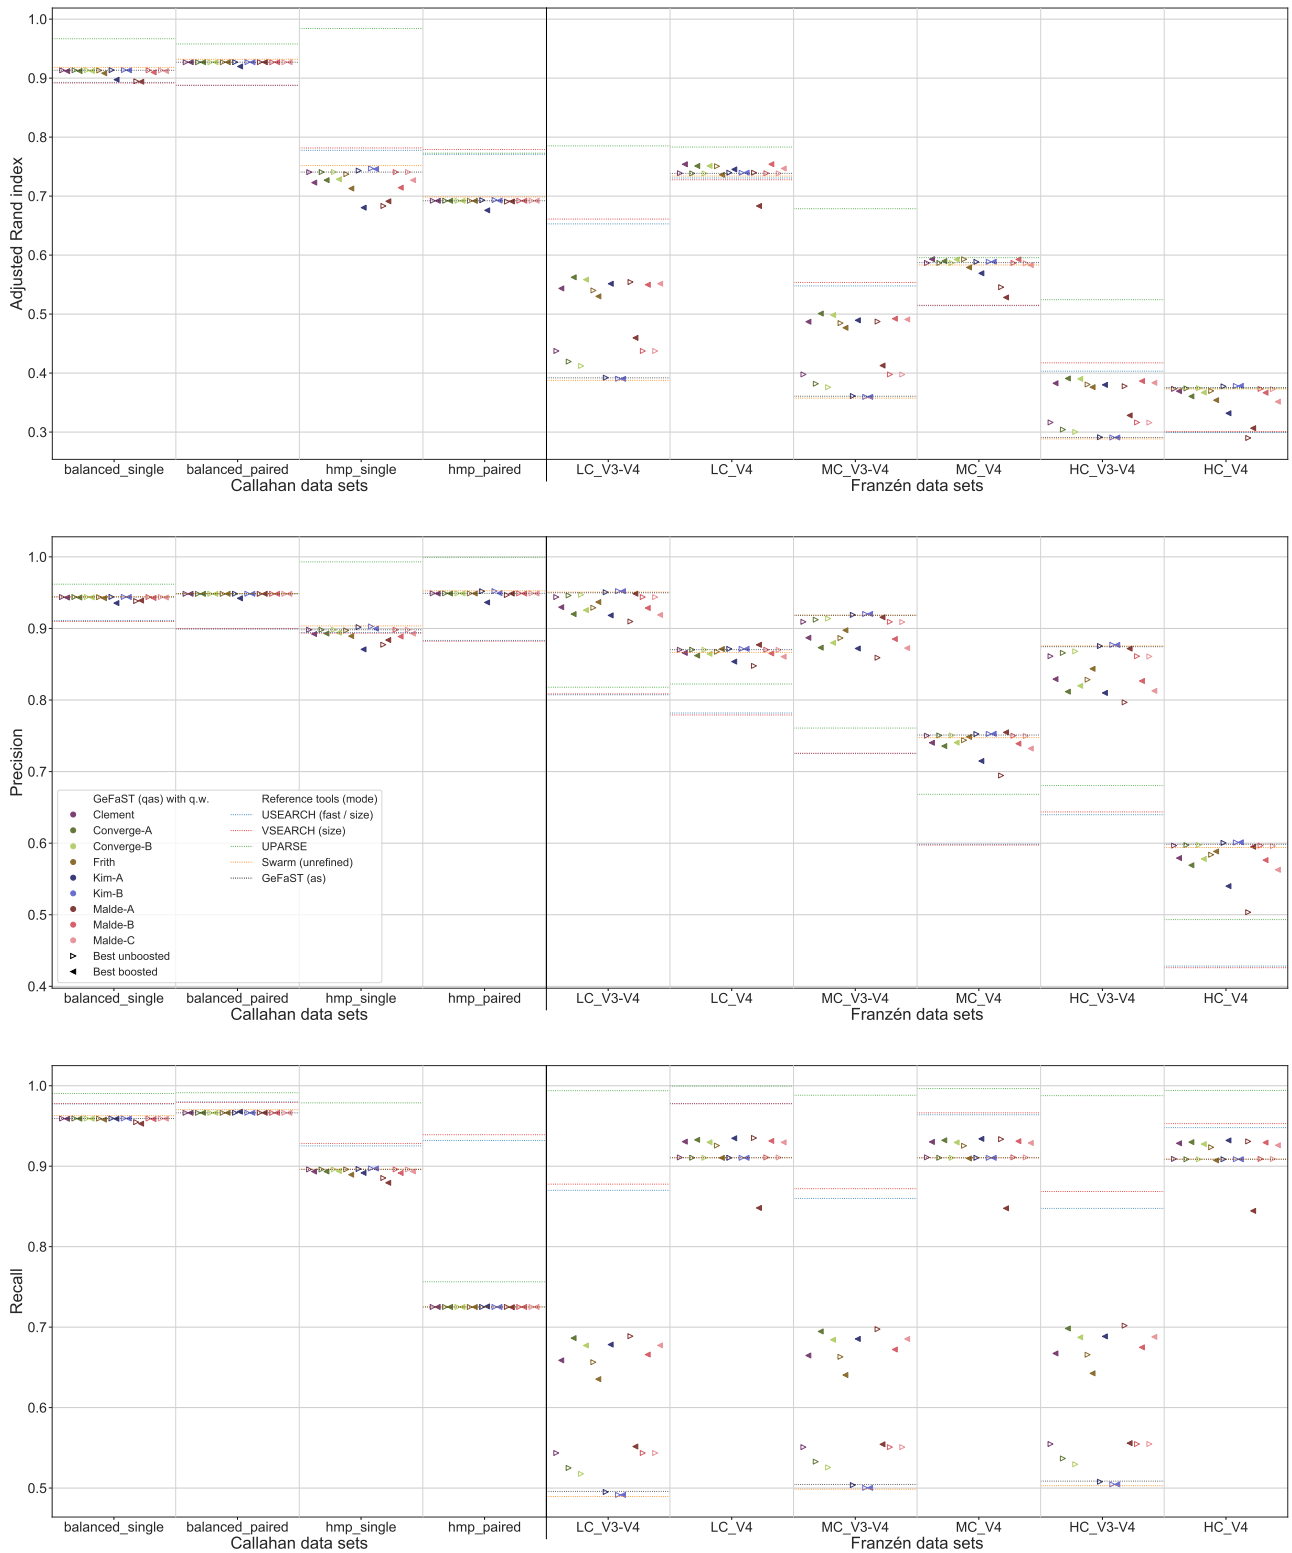 1.0
0.9
0.8
0.7
0.6
0.5
0.4
0.3
Adjusted Rand index
balanced_single balanced_paired hmp_single hmp_paired LC_V3-V4 LC_V4 MC_V3-V4 MC_V4 HC_V3-V4 HC_V4
Callahan data sets Franzén data sets
1.0
0.9
0.8
0.7
0.6
0.5
0.4
Precision
GeFaST (qas) with q.w.
Clement
Converge-A
Converge-B
Frith
Kim-A
Kim-B
Malde-A
Malde-B
Malde-C
Best unboosted
Best boosted
Reference tools (mode)
USEARCH (fast / size)
VSEARCH (size)
UPARSE
Swarm (unrefined)
GeFaST (as)
balanced_single balanced_paired hmp_single hmp_paired LC_V3-V4 LC_V4 MC_V3-V4 MC_V4 HC_V3-V4 HC_V4
Callahan data sets Franzén data sets
1.0
0.9
0.8
0.7
0.6
0.5
Recall
balanced_single balanced_paired hmp_single hmp_paired LC_V3-V4 LC_V4 MC_V3-V4 MC_V4 HC_V3-V4 HC_V4
Callahan data sets Franzén data sets